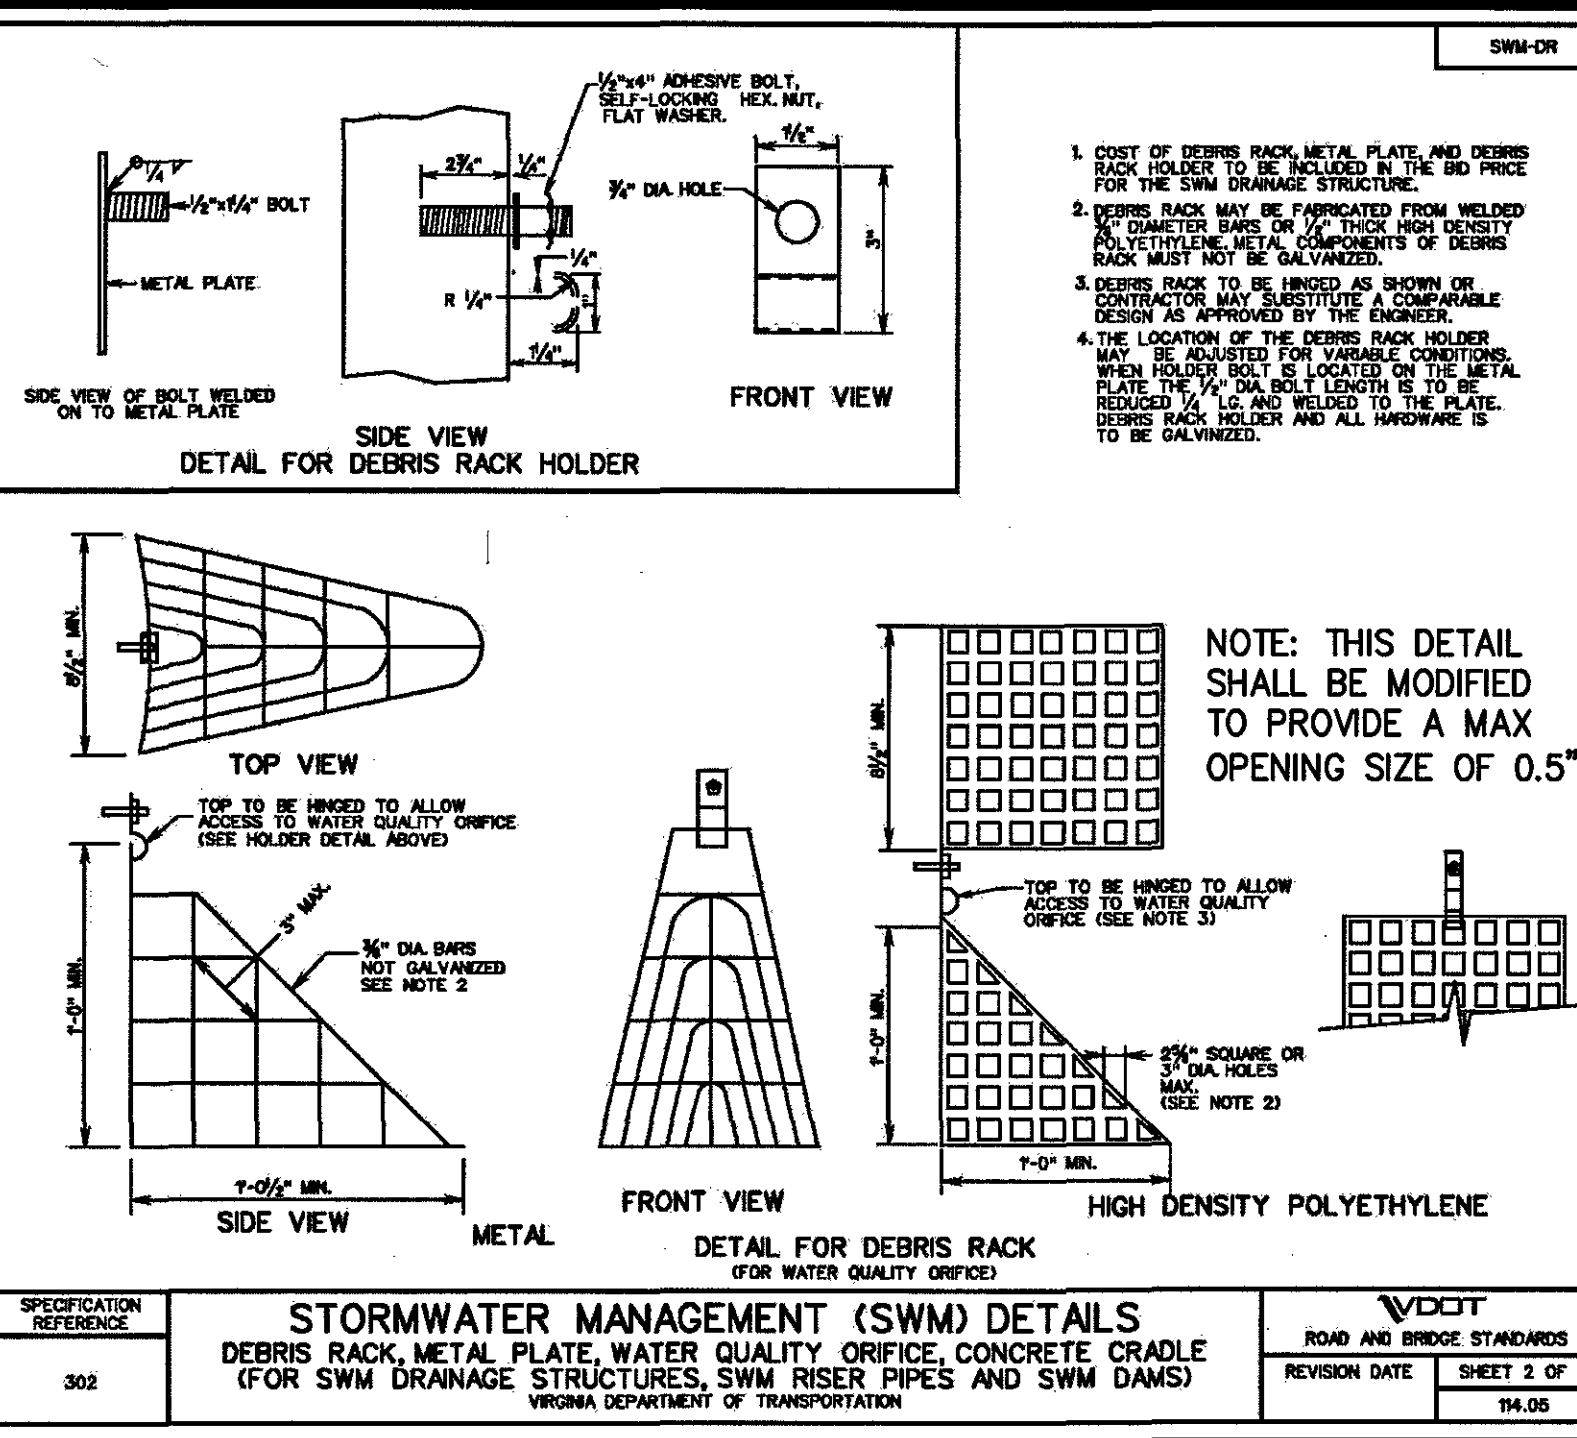 SWM-DR
1/2"x4" ADHESIVE BOLT,
SELF-LOCKING HEX. NUT,
FLAT WASHER.
1/4
1/2"x1 1/4" BOLT
METAL PLATE
SIDE VIEW OF BOLT WELDED
ON TO METAL PLATE
2 3/4"
1/4"
1/4"
R 1/4"
1"
1 1/4"
SIDE VIEW
DETAIL FOR DEBRIS RACK HOLDER
1 1/2"
3/4" DIA. HOLE
3"
FRONT VIEW
1. COST OF DEBRIS RACK, METAL PLATE, AND DEBRIS
RACK HOLDER TO BE INCLUDED IN THE BID PRICE
FOR THE SWM DRAINAGE STRUCTURE.
2. DEBRIS RACK MAY BE FABRICATED FROM WELDED
DIAMETER BARS OR 1/2" THICK HIGH DENSITY
POLYETHYLENE. METAL COMPONENTS OF DEBRIS
RACK MUST NOT BE GALVANIZED.
3. DEBRIS RACK TO BE HINGED AS SHOWN OR
CONTRACTOR MAY SUBSTITUTE A COMPARABLE
DESIGN AS APPROVED BY THE ENGINEER.
4. THE LOCATION OF THE DEBRIS RACK HOLDER
MAY BE ADJUSTED FOR VARIABLE CONDITIONS.
WHEN HOLDER BOLT IS LOCATED ON THE METAL
PLATE THE 1/2" DIA. BOLT LENGTH IS TO BE
REDUCED LG. AND WELDED TO THE PLATE.
DEBRIS RACK HOLDER AND ALL HARDWARE IS
TO BE GALVINIZED.
8 1/2" MIN.
TOP VIEW
TOP TO BE HINGED TO ALLOW
ACCESS TO WATER QUALITY ORIFICE
(SEE HOLDER DETAIL ABOVE)
3" MAX.
DIA. BARS
NOT GALVANIZED
SEE NOTE 2
1'-0" MIN.
1'-0 1/2" MIN.
SIDE VIEW
METAL
FRONT VIEW
8 1/2" MIN.
NOTE: THIS DETAIL
SHALL BE MODIFIED
TO PROVIDE A MAX
OPENING SIZE OF 0.5"
TOP TO BE HINGED TO ALLOW
ACCESS TO WATER QUALITY
ORIFICE (SEE NOTE 3)
1'-0" MIN.
SQUARE OR
3" DIA. HOLES
MAX.
(SEE NOTE 2)
1'-0" MIN.
HIGH DENSITY POLYETHYLENE
DETAIL FOR DEBRIS RACK
(FOR WATER QUALITY ORIFICE)
SPECIFICATION
REFERENCE
302
STORMWATER MANAGEMENT (SWM) DETAILS
DEBRIS RACK, METAL PLATE, WATER QUALITY ORIFICE, CONCRETE CRADLE
(FOR SWM DRAINAGE STRUCTURES, SWM RISER PIPES AND SWM DAMS)
VIRGINIA DEPARTMENT OF TRANSPORTATION
VDOT
ROAD AND BRIDGE STANDARDS
REVISION DATE
SHEET 2 OF
114.05